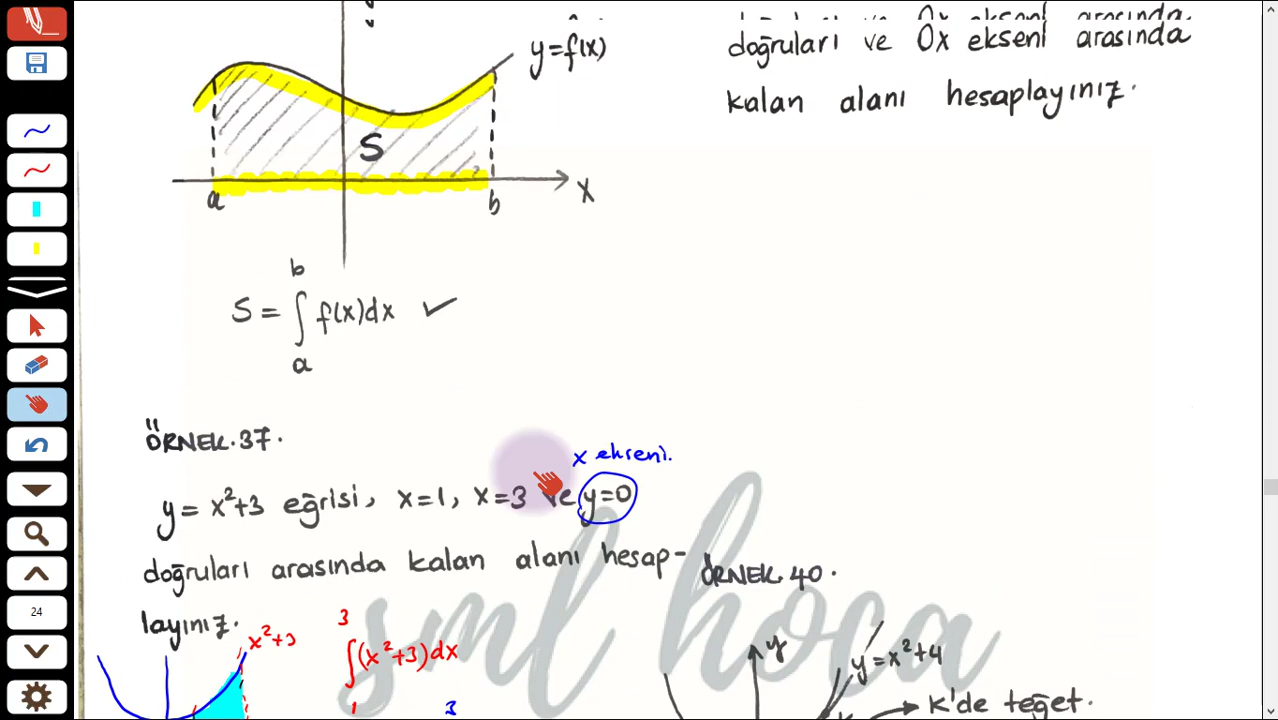 y=f(x)
S
a
b
x
b
S = ∫ f(x)dx ✓
a
ÖRNEK.37.
x ekseni.
y = x²+3 eğrisi, x=1, x=3 ve y=0
doğruları arasında kalan alanı hesap-
layınız.
x²+3
3
∫(x²+3)dx
1
3
doğruları ve Ox ekseni arasında
kalan alanı hesaplayınız.
ÖRNEK.40.
y
y=x²+4
K'de teğet.
K
sml hoca
24